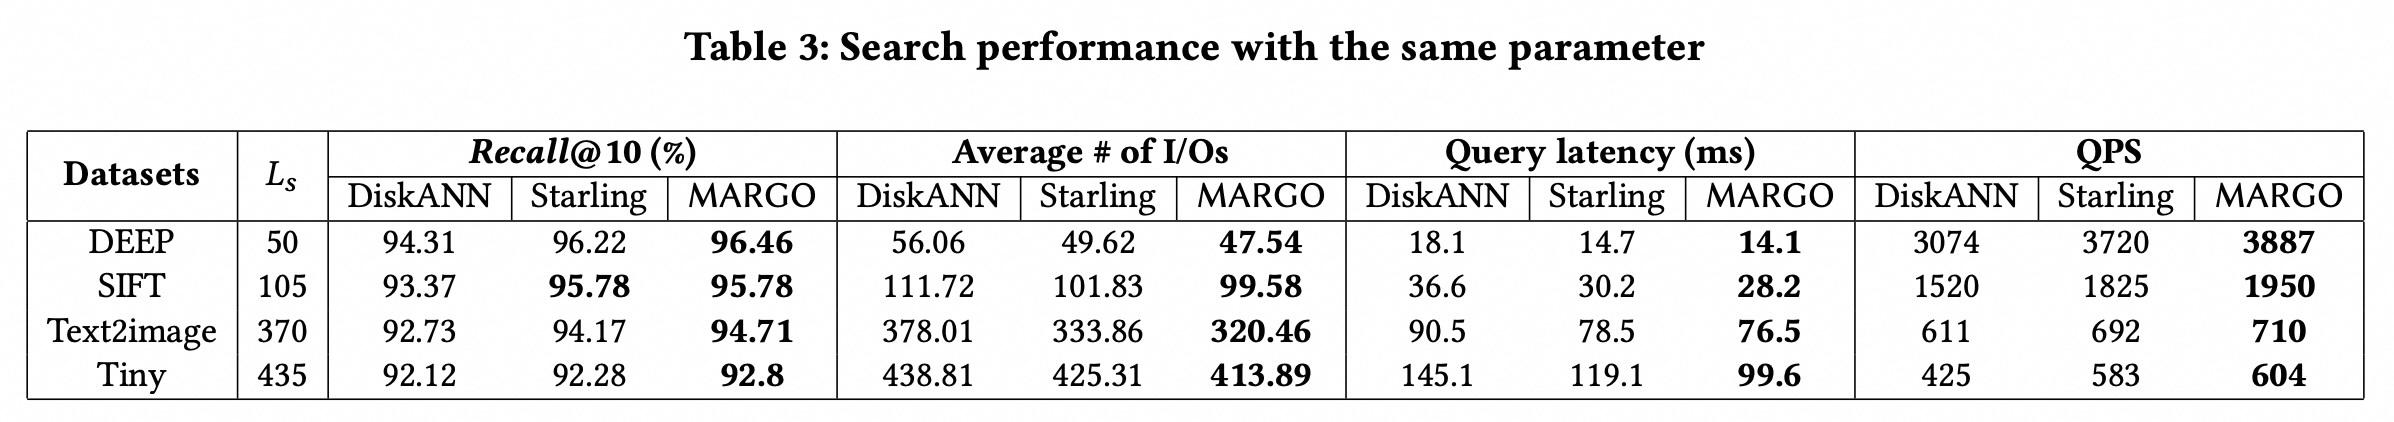 Table 3: Search performance with the same parameter
Datasets Ls Recall@10 (%) Average # of I/Os Query latency (ms) QPS
DiskANN Starling MARGO DiskANN Starling MARGO DiskANN Starling MARGO DiskANN Starling MARGO
DEEP 50 94.31 96.22 96.46 56.06 49.62 47.54 18.1 14.7 14.1 3074 3720 3887
SIFT 105 93.37 95.78 95.78 111.72 101.83 99.58 36.6 30.2 28.2 1520 1825 1950
Text2image 370 92.73 94.17 94.71 378.01 333.86 320.46 90.5 78.5 76.5 611 692 710
Tiny 435 92.12 92.28 92.8 438.81 425.31 413.89 145.1 119.1 99.6 425 583 604